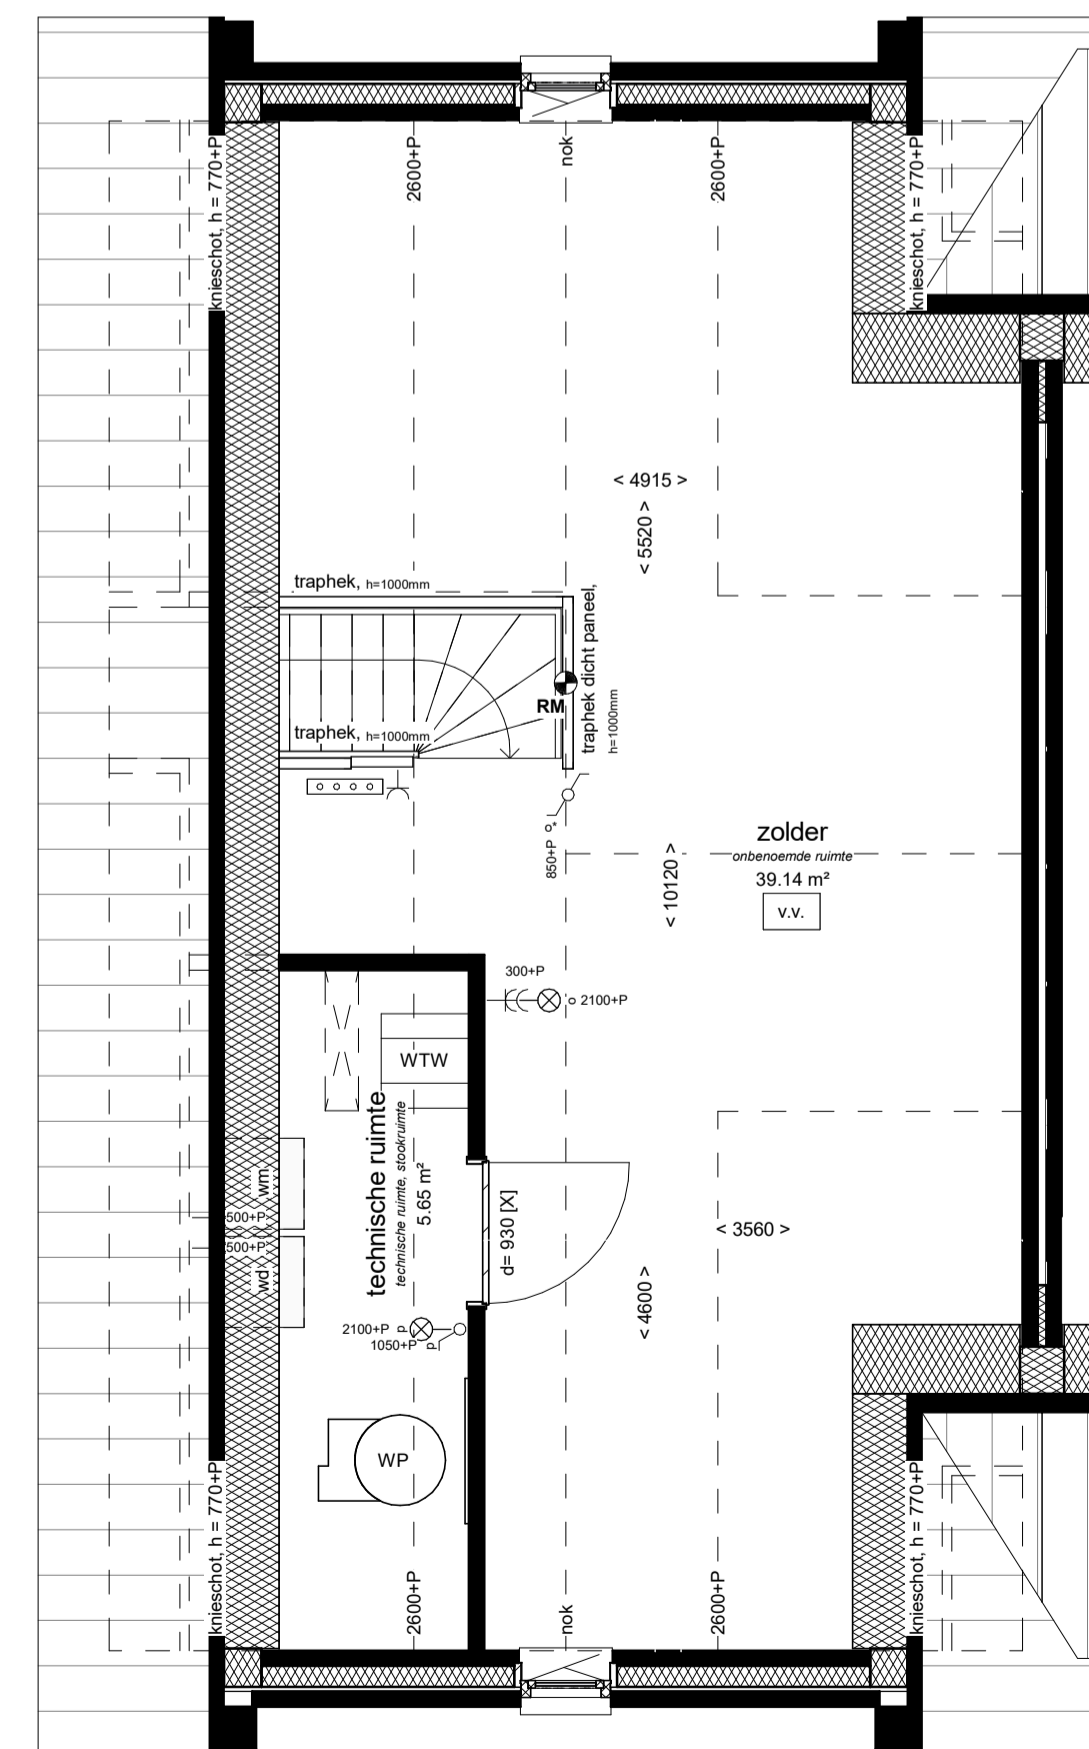 knieschot, h = 770+P
2600+P
nok
2600+P
knieschot, h = 770+P
< 4915 >
< 5520 >
traphek, h=1000mm
traphek dicht paneel,
h=1000mm
RM
traphek, h=1000mm
850+P o*
zolder
onbenoemde ruimte
39.14 m²
v.v.
< 10120 >
300+P
o 2100+P
WTW
technische ruimte
technische ruimte, stookruimte
5.65 m²
wm
500+P
500+P
wd
d= 930 [X]
< 3560 >
< 4600 >
2100+P p
1050+P p
WP
knieschot, h = 770+P
2600+P
nok
2600+P
knieschot, h = 770+P